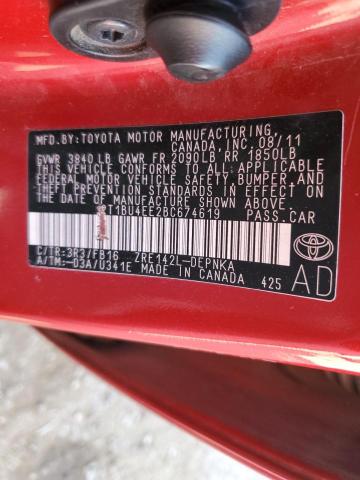 MFD.BY:TOYOTA MOTOR MANUFACTURING
CANADA, INC. 08/11
GVWR 3840 LB GAWR FR 2090LB RR 1850LB
THIS VEHICLE CONFORMS TO ALL APPLICABLE
FEDERAL MOTOR VEHICLE SAFETY, BUMPER, AND
THEFT PREVENTION STANDARDS IN EFFECT ON
THE DATE OF MANUFACTURE SHOWN ABOVE.
T1BU4EE2BC674619 PASS.CAR
C/TR:3R3/FB16 ZRE142L-DEPNKA
A/TM:-03A/U341E MADE IN CANADA 425
AD